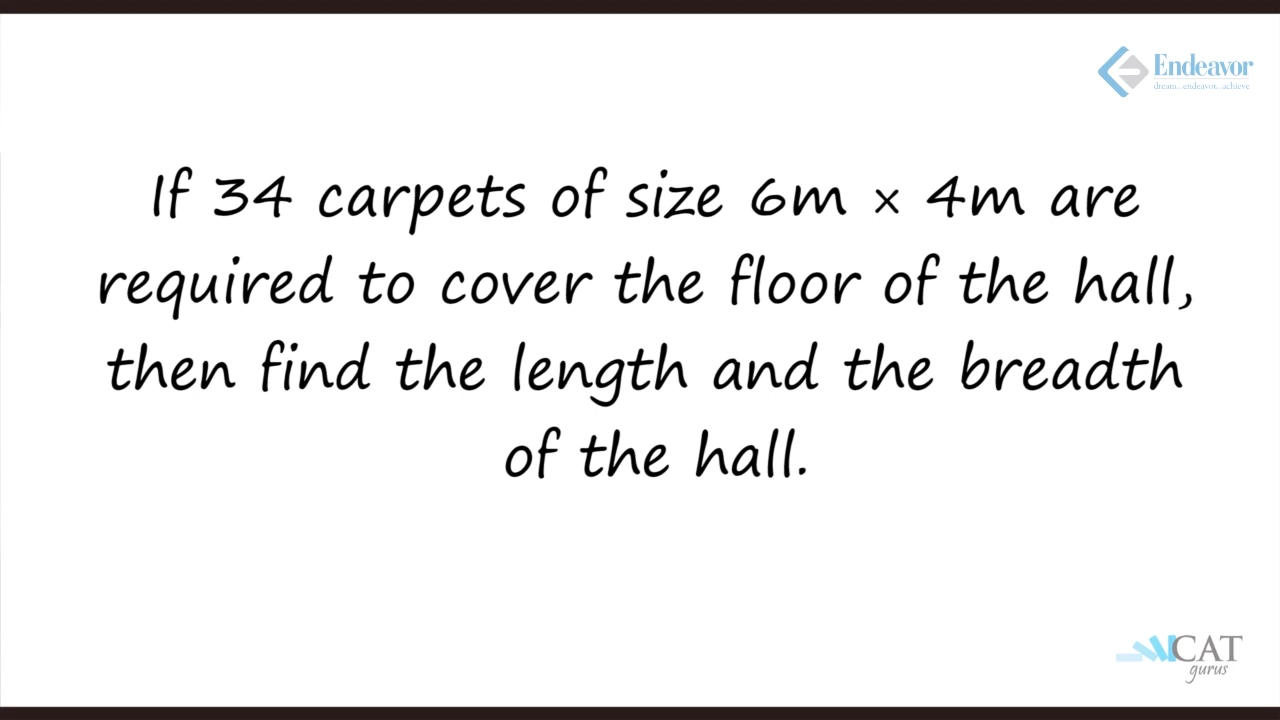 Endeavor
dream...endeavor...achieve
If 34 carpets of size 6m × 4m are
required to cover the floor of the hall,
then find the length and the breadth
of the hall.
CAT
gurus